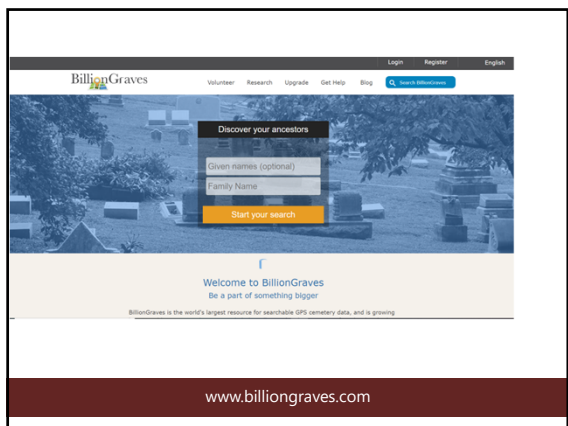 Login Register English
BillionGraves Volunteer Research Upgrade Get Help Blog Search BillionGraves
Discover your ancestors
Given names (optional)
Family Name
Start your search
Welcome to BillionGraves
Be a part of something bigger
BillionGraves is the world's largest resource for searchable GPS cemetery data, and is growing
www.billiongraves.com